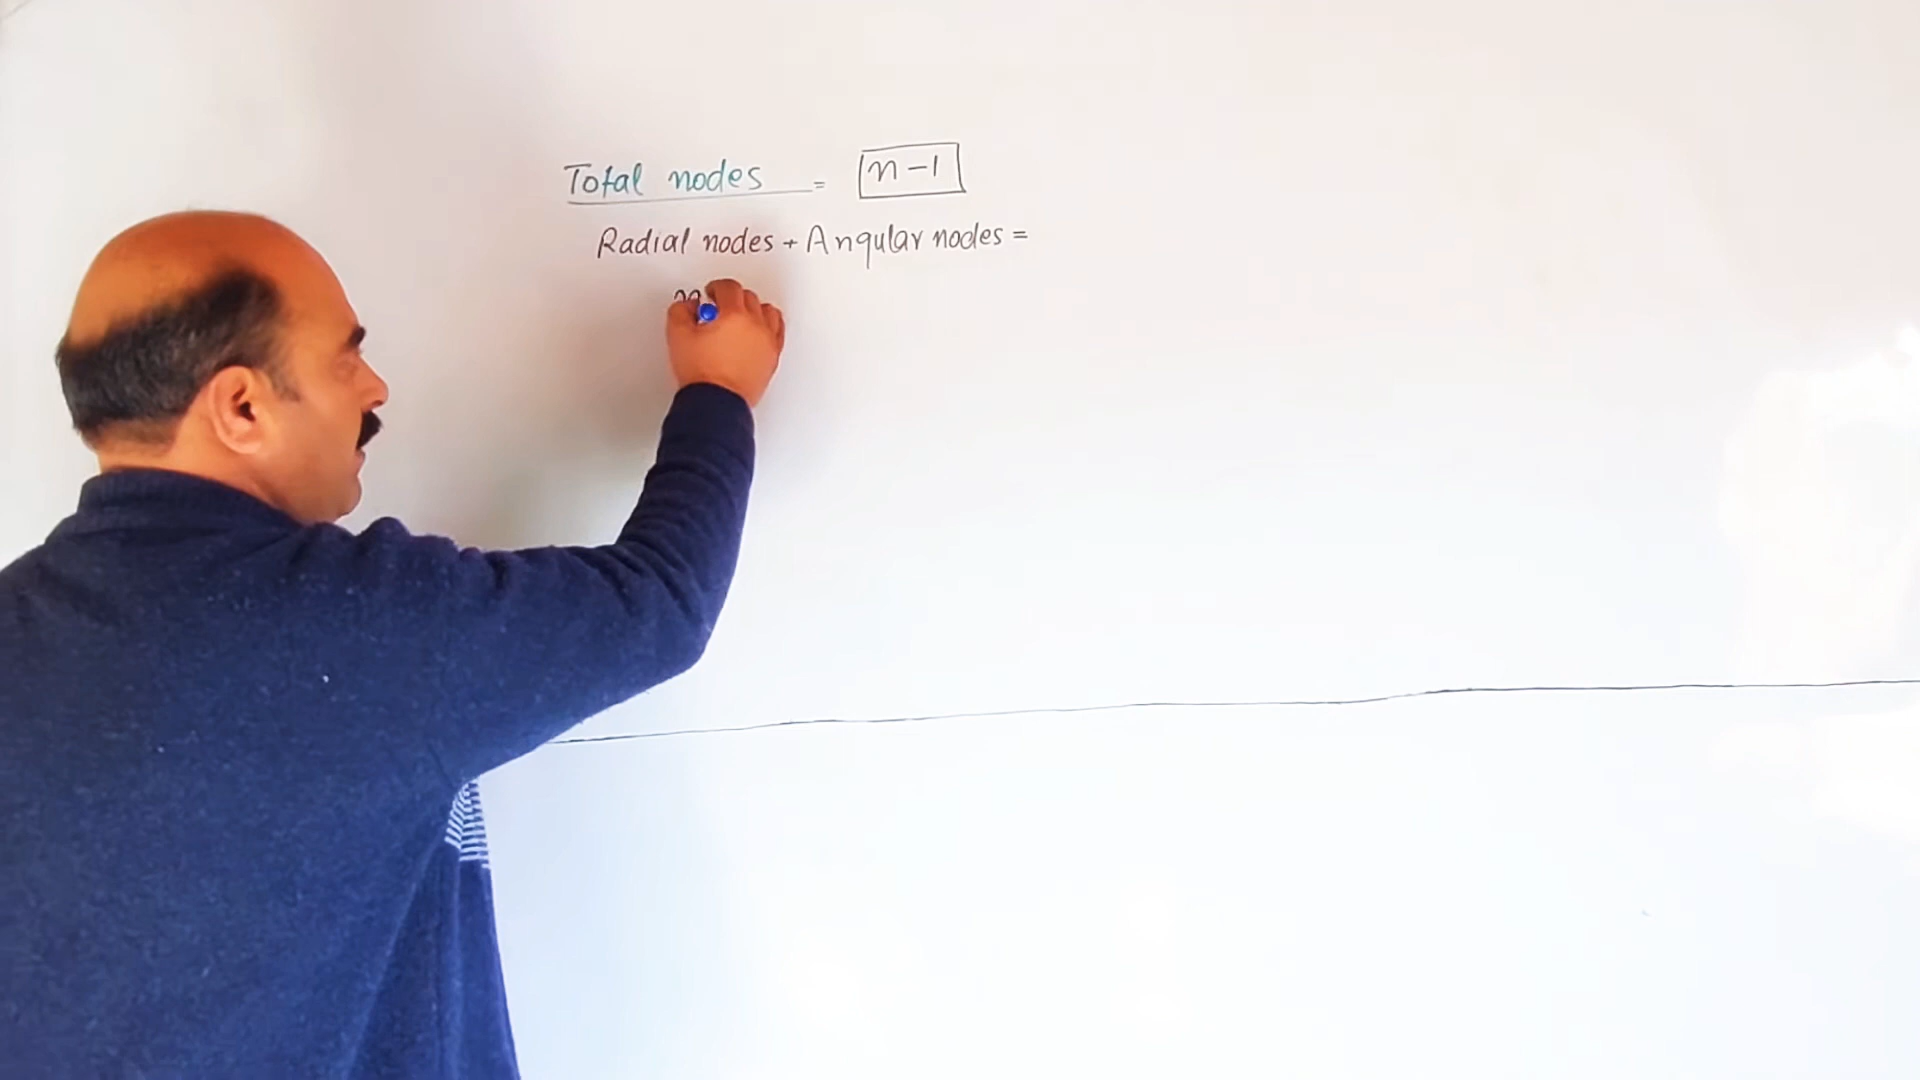 Total nodes = n-1
Radial nodes + Angular nodes =
n